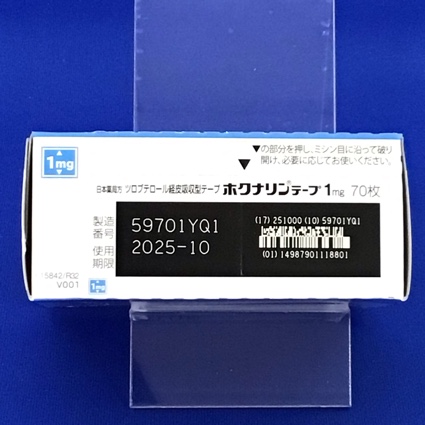 1mg
▼の部分を押し、ミシン目に沿って破り
開け、必要に応じてお使いください。
日本薬局方 ツロブテロール経皮吸収型テープ ホクナリン®テープ1mg 70枚
製造番号 59701YQ1
使用期限 2025-10
(17) 251000 (10) 59701YQ1
(01) 14987901118801
5842/R02
V001
1mg